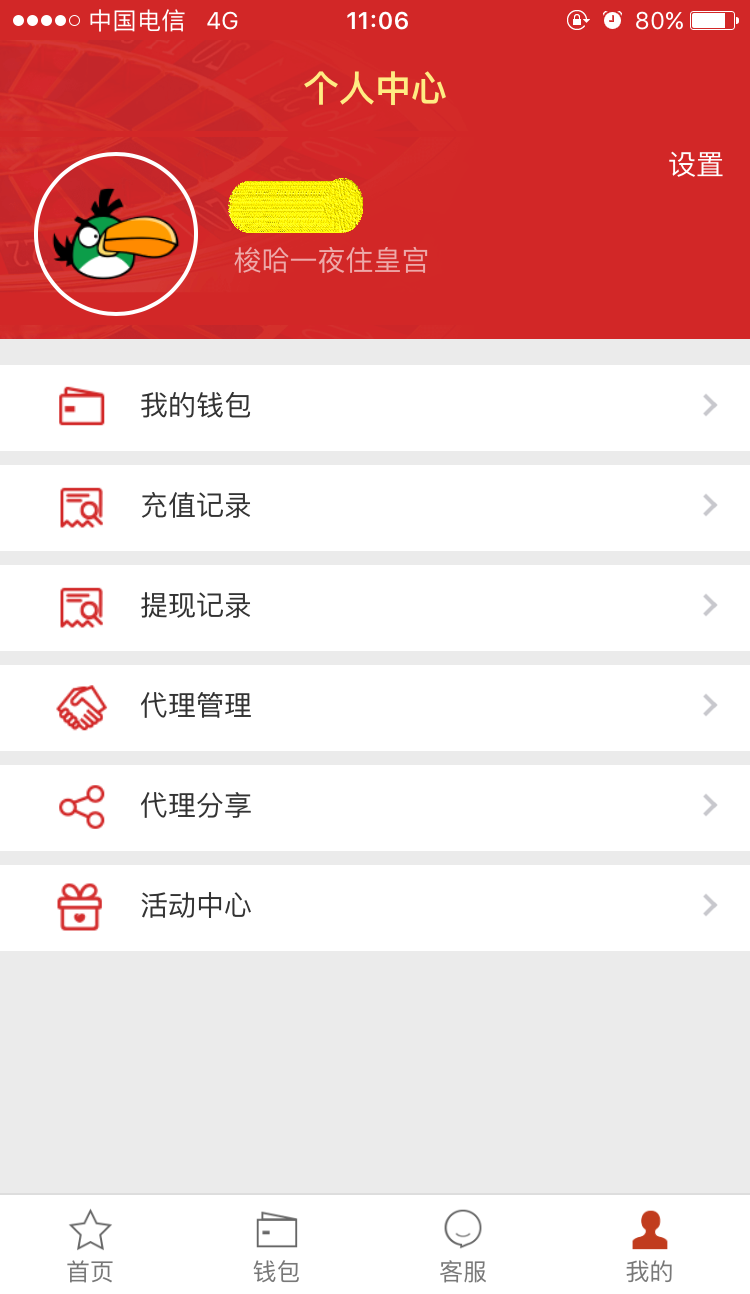 中国电信 4G 11:06 80%
个人中心
设置
梭哈一夜住皇宫
我的钱包
充值记录
提现记录
代理管理
代理分享
活动中心
首页 钱包 客服 我的